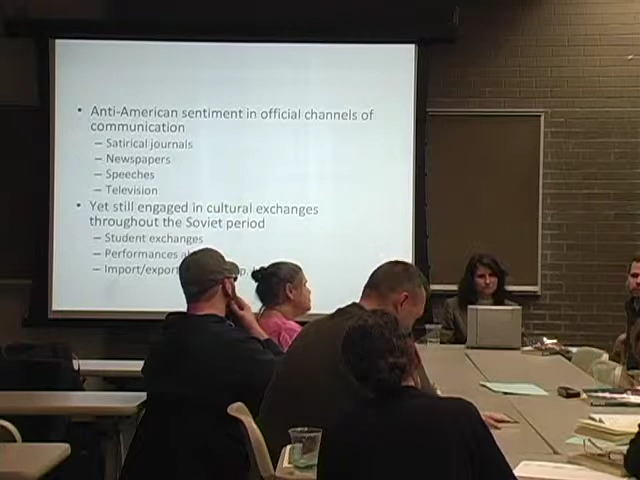 • Anti-American sentiment in official channels of
communication
– Satirical journals
– Newspapers
– Speeches
– Television
• Yet still engaged in cultural exchanges
throughout the Soviet period
– Student exchanges
– Performances
– Import/export